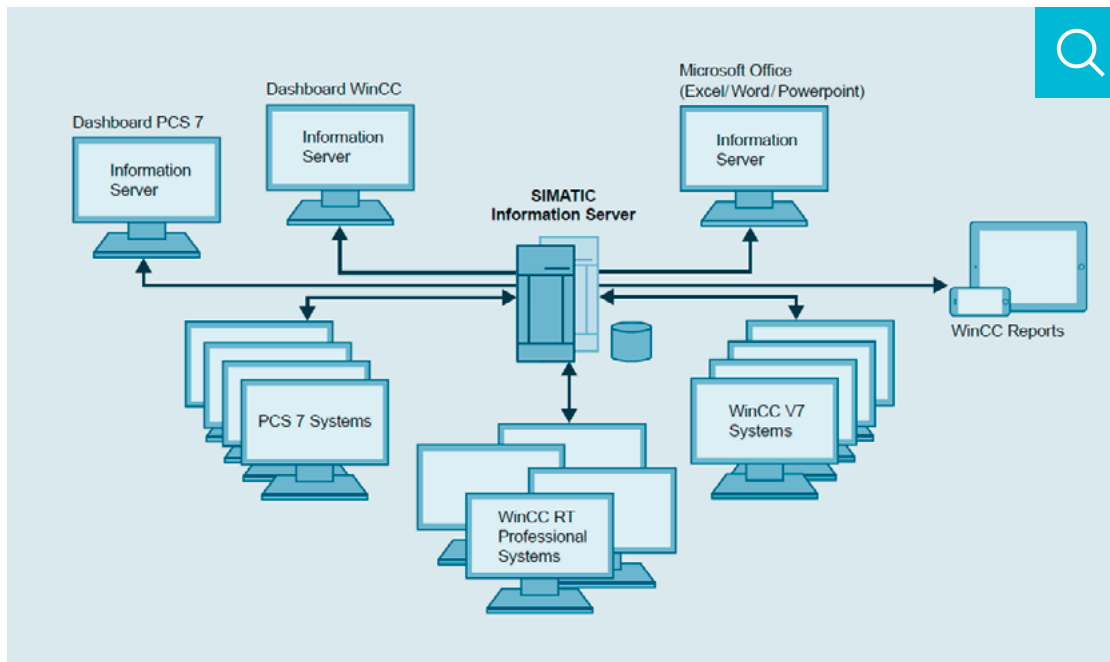 Dashboard PCS 7
Information
Server
Dashboard WinCC
Information
Server
Microsoft Office
(Excel/Word/Powerpoint)
Information
Server
SIMATIC
Information Server
WinCC Reports
PCS 7 Systems
WinCC RT
Professional
Systems
WinCC V7
Systems